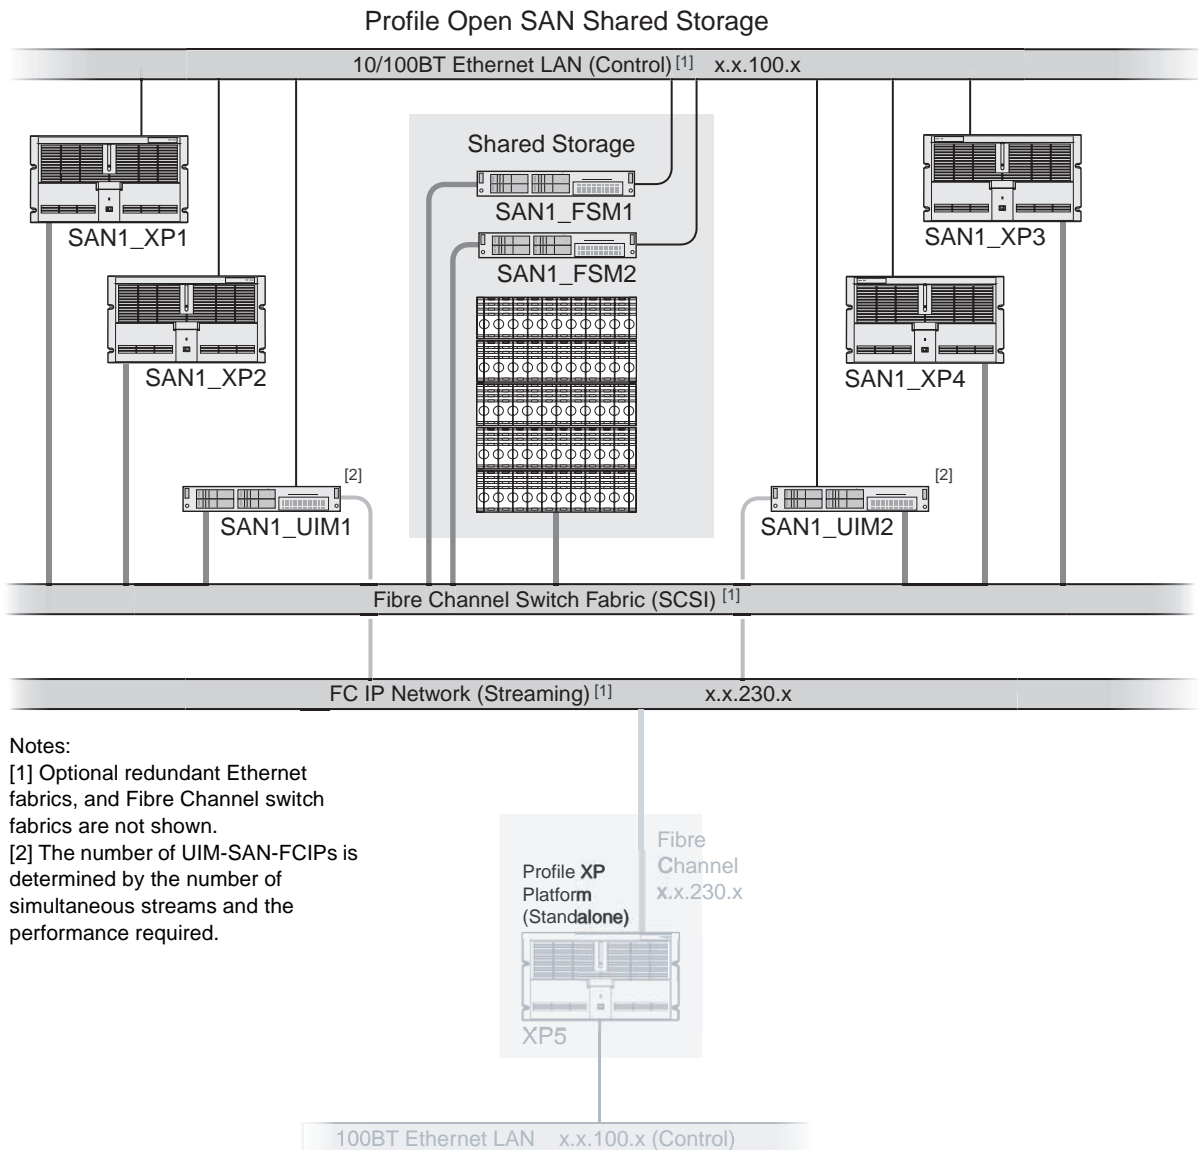 Profile Open SAN Shared Storage
10/100BT Ethernet LAN (Control) [1] x.x.100.x
Shared Storage
SAN1_FSM1
SAN1_XP1
SAN1_XP3
SAN1_FSM2
SAN1_XP2
SAN1_XP4
[2]
[2]
SAN1_UIM1
SAN1_UIM2
Fibre Channel Switch Fabric (SCSI) [1]
FC IP Network (Streaming) [1] x.x.230.x
Notes:
[1] Optional redundant Ethernet
fabrics, and Fibre Channel switch
fabrics are not shown.
[2] The number of UIM-SAN-FCIPs is
determined by the number of
simultaneous streams and the
performance required.
Fibre
Channel
x.x.230.x
Profile XP
Platform
(Standalone)
XP5
100BT Ethernet LAN x.x.100.x (Control)